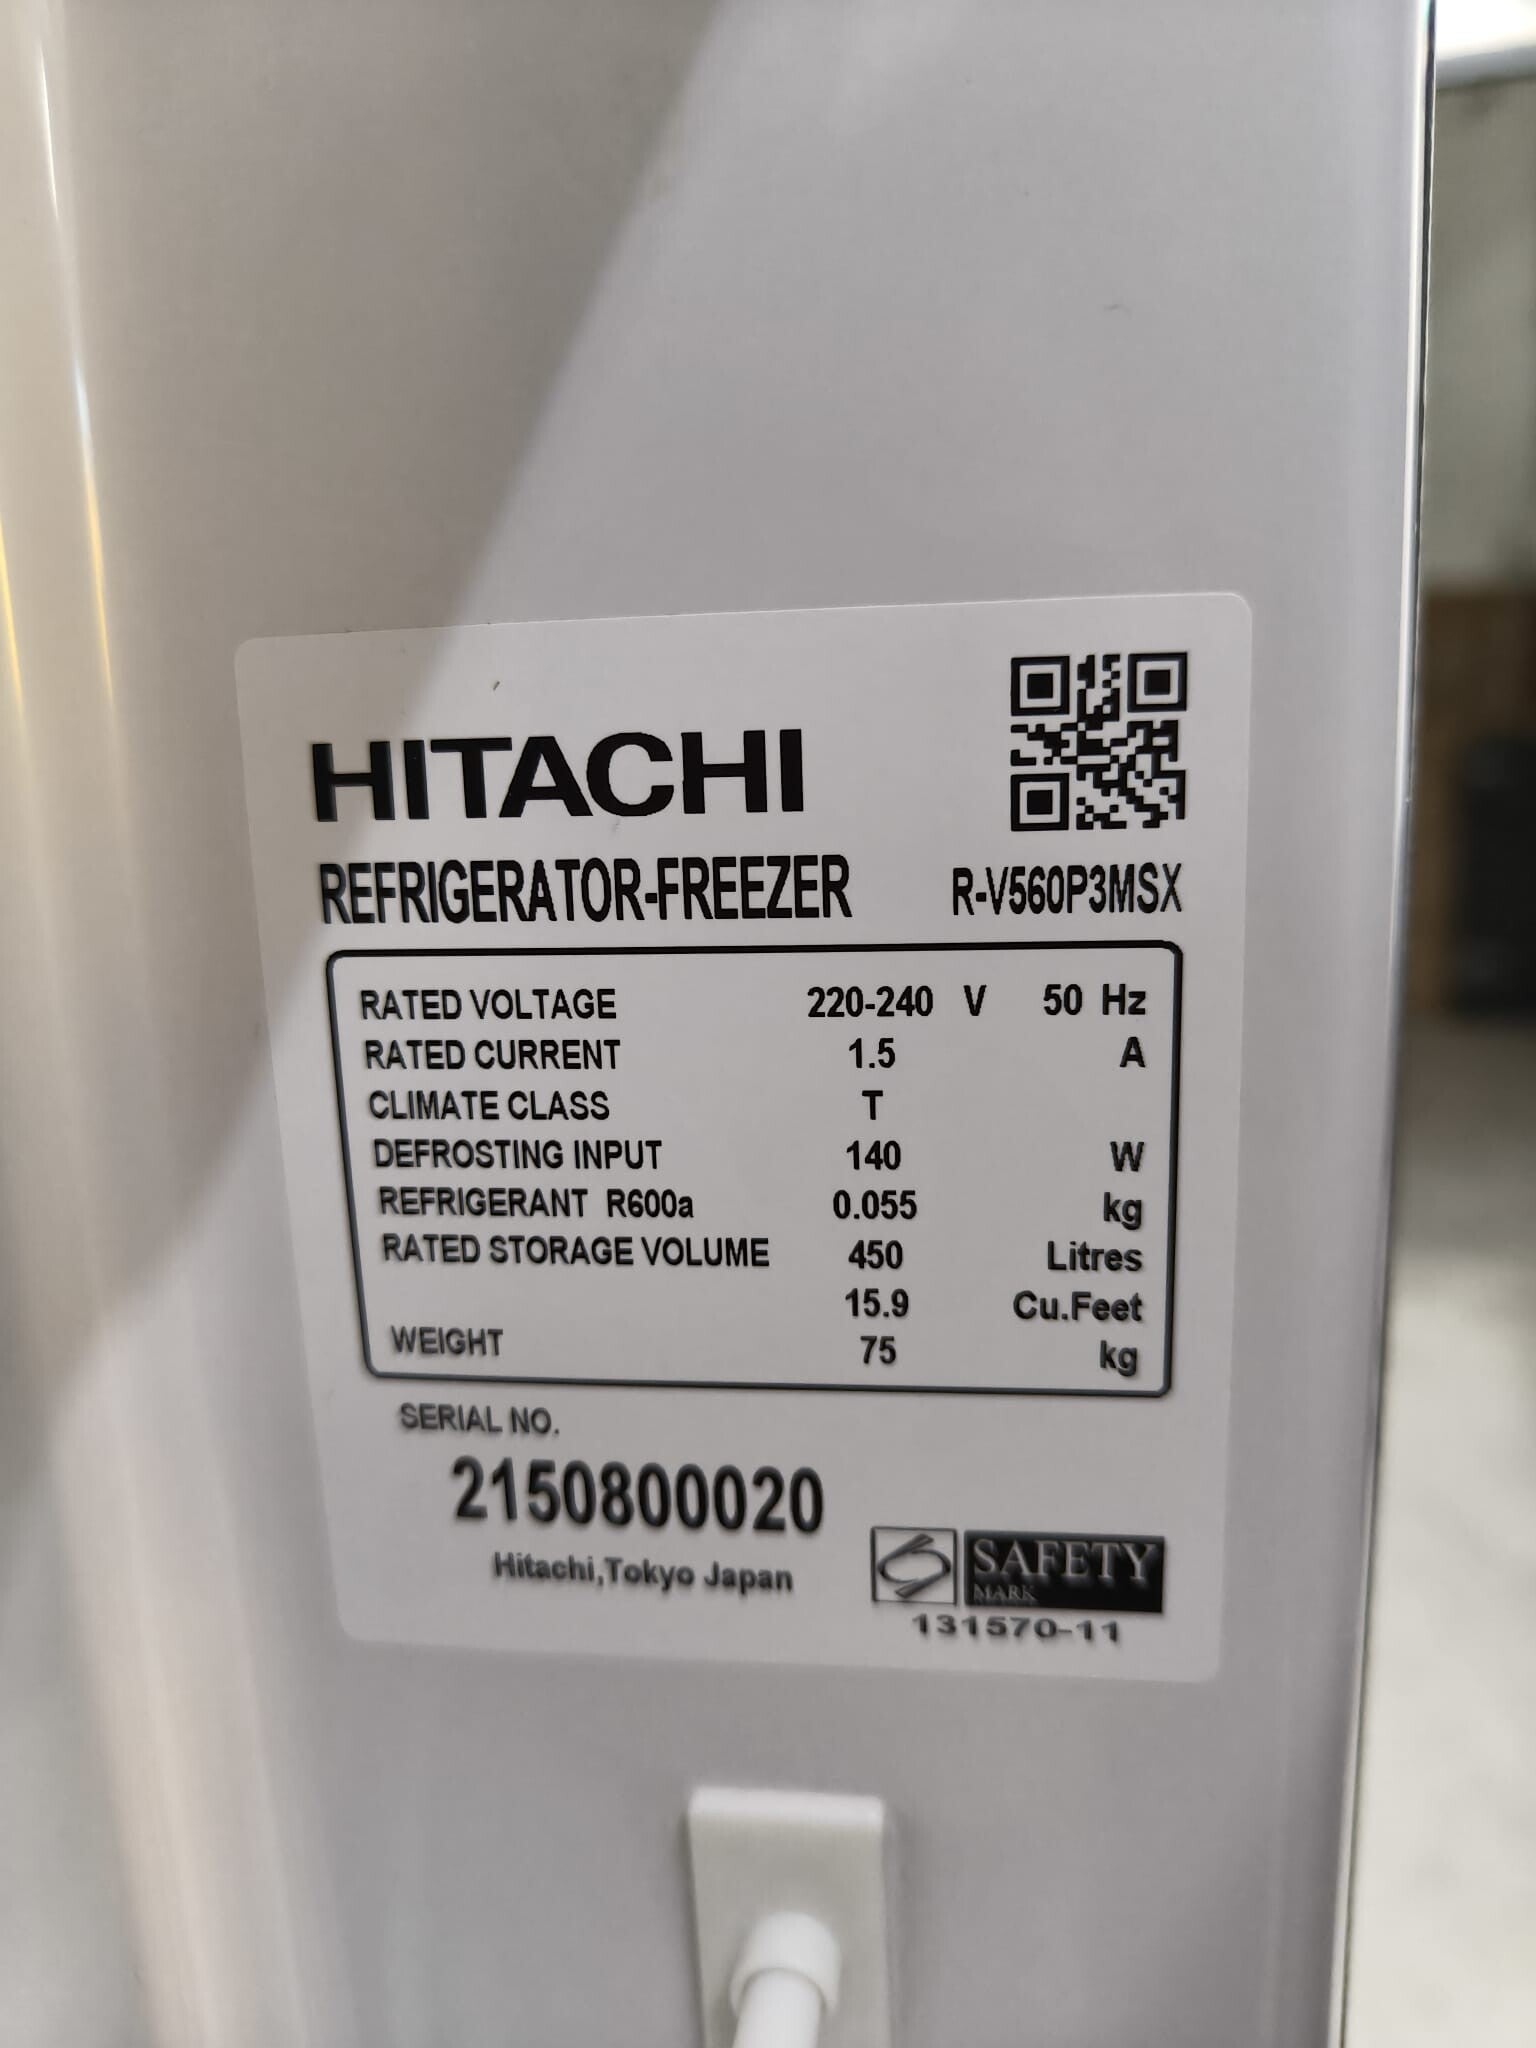 HITACHI
REFRIGERATOR-FREEZER R-V560P3MSX
RATED VOLTAGE 220-240 V 50 Hz
RATED CURRENT 1.5 A
CLIMATE CLASS T
DEFROSTING INPUT 140 W
REFRIGERANT R600a 0.055 kg
RATED STORAGE VOLUME 450 Litres
15.9 Cu.Feet
WEIGHT 75 kg
SERIAL NO.
2150800020
Hitachi,Tokyo Japan
SAFETY
MARK
131570-11